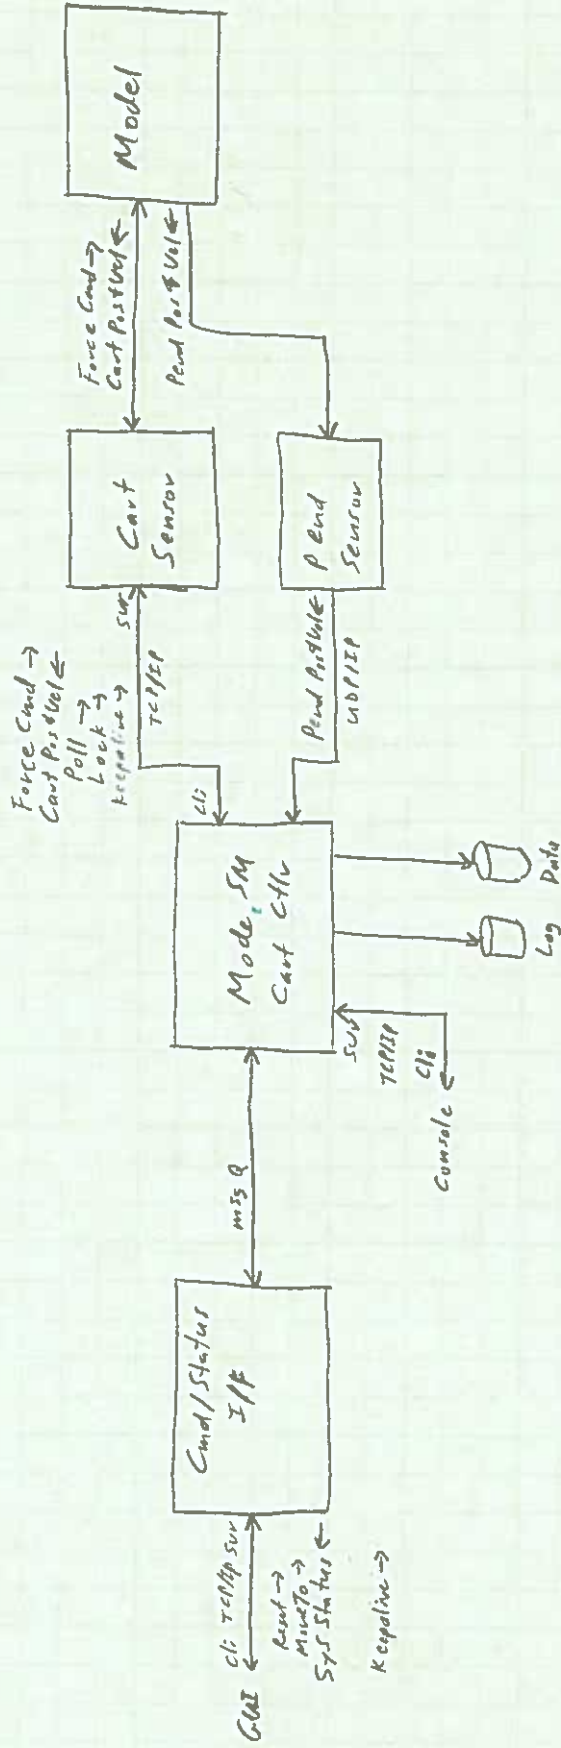 GUI
cli TCP/IP svr
Reset →
MoveTo →
Sys Status ←
Keepalive →
Cmd/Status
I/F
msg Q
Mode, SM
Cart Ctlr
svr
TCP/IP
cli
Console
Log
Data
cli
TCP/IP
svr
Force Cmd →
Cart Pos&Vel ←
Poll →
Lock →
Keepalive →
Pend Pos&Vel ←
UDP/IP
Cart
Sensor
Pend
Sensor
Force Cmd →
Cart Pos&Vel ←
Pend Pos & Vel ←
Model